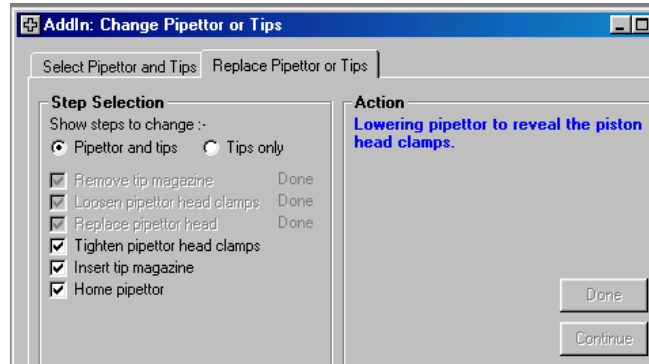 AddIn: Change Pipettor or Tips
Select Pipettor and Tips Replace Pipettor or Tips
Step Selection
Show steps to change :-
Pipettor and tips Tips only
Remove tip magazine Done
Loosen pipettor head clamps Done
Replace pipettor head Done
Tighten pipettor head clamps
Insert tip magazine
Home pipettor
Action
Lowering pipettor to reveal the piston
head clamps.
Done
Continue